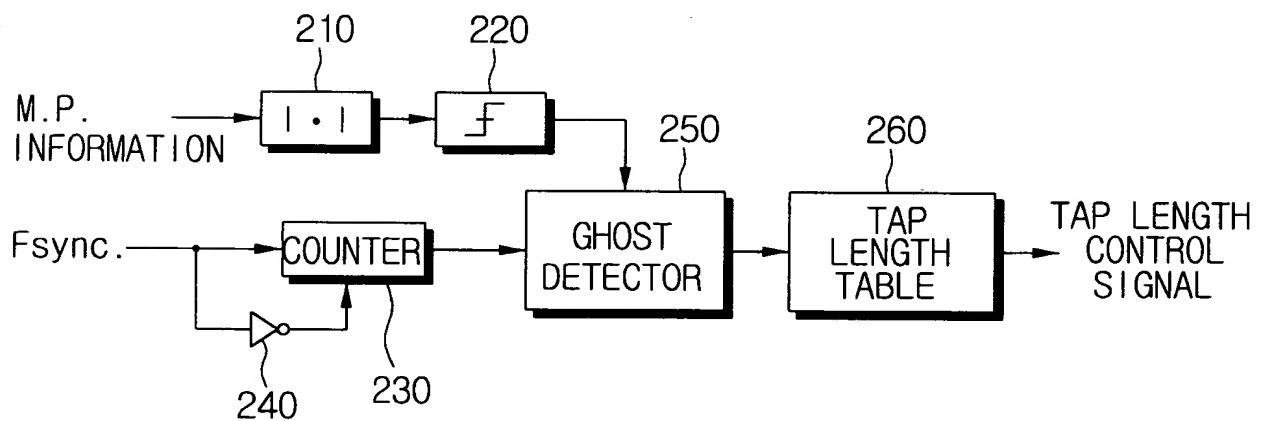 210
220
M.P.
INFORMATION
| • |
250
260
Fsync.
COUNTER
GHOST
DETECTOR
TAP
LENGTH
TABLE
TAP LENGTH
CONTROL
SIGNAL
240
230